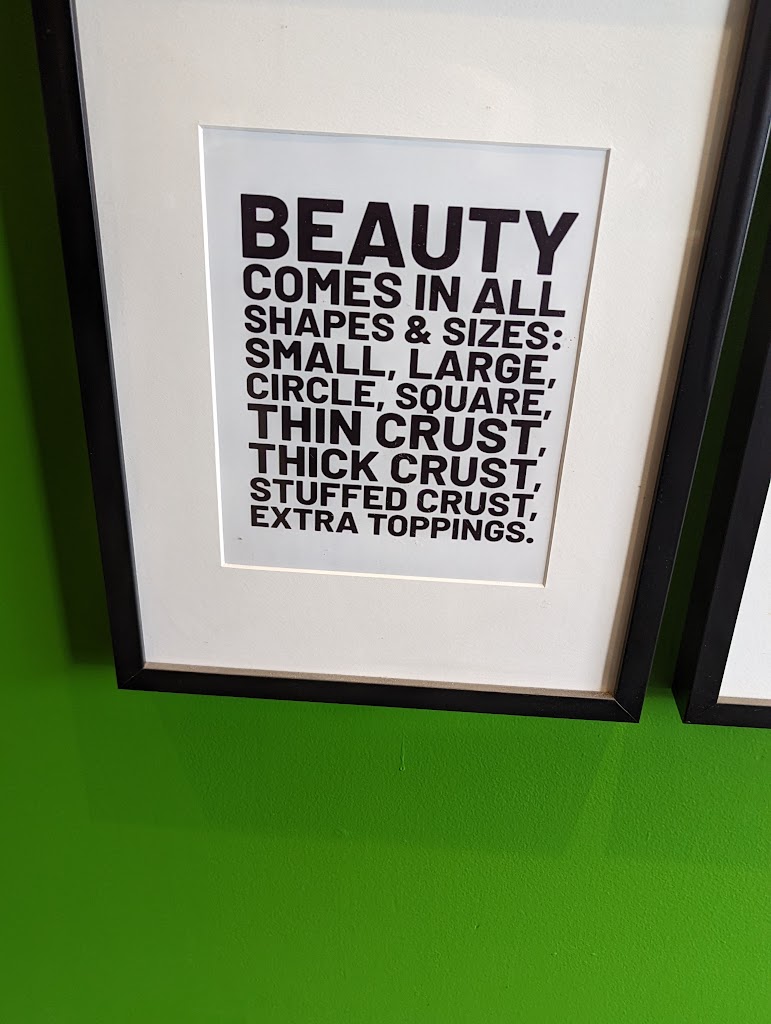 BEAUTY
COMES IN ALL
SHAPES & SIZES:
SMALL, LARGE,
CIRCLE, SQUARE,
THIN CRUST,
THICK CRUST,
STUFFED CRUST,
EXTRA TOPPINGS.